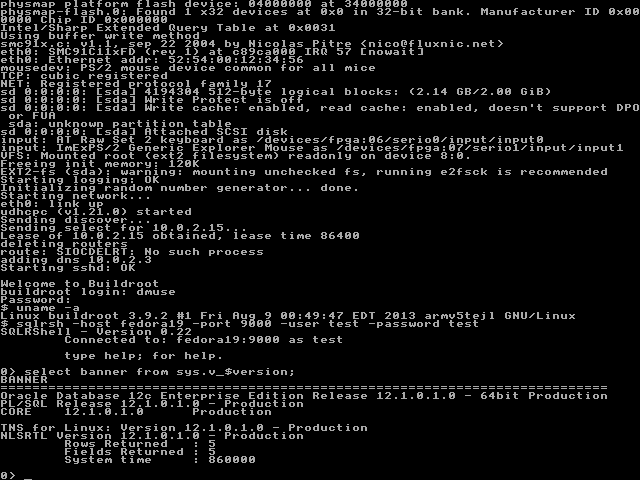 physmap platform flash device: 04000000 at 34000000
physmap-flash.0: Found 1 x32 devices at 0x0 in 32-bit bank. Manufacturer ID 0x00
0000 Chip ID 0x000000
Intel/Sharp Extended Query Table at 0x0031
Using buffer write method
smc91x.c: v1.1, sep 22 2004 by Nicolas Pitre <nico@fluxnic.net>
eth0: SMC91C11xFD (rev 1) at c89ca000 IRQ 57 [nowait]
eth0: Ethernet addr: 52:54:00:12:34:56
mousedev: PS/2 mouse device common for all mice
TCP: cubic registered
NET: Registered protocol family 17
sd 0:0:0:0: [sda] 4194304 512-byte logical blocks: (2.14 GB/2.00 GiB)
sd 0:0:0:0: [sda] Write Protect is off
sd 0:0:0:0: [sda] Write cache: enabled, read cache: enabled, doesn't support DPO
 or FUA
 sda: unknown partition table
sd 0:0:0:0: [sda] Attached SCSI disk
input: AT Raw Set 2 keyboard as /devices/fpga:06/serio0/input/input0
input: ImExPS/2 Generic Explorer Mouse as /devices/fpga:07/serio1/input/input1
VFS: Mounted root (ext2 filesystem) readonly on device 8:0.
Freeing init memory: 120K
EXT2-fs (sda): warning: mounting unchecked fs, running e2fsck is recommended
Starting logging: OK
Initializing random number generator... done.
Starting network...
eth0: link up
udhcpc (v1.21.0) started
Sending discover...
Sending select for 10.0.2.15...
Lease of 10.0.2.15 obtained, lease time 86400
deleting routers
route: SIOCDELRT: No such process
adding dns 10.0.2.3
Starting sshd: OK

Welcome to Buildroot
buildroot login: dmuse
Password:
$ uname -a
Linux buildroot 3.9.2 #1 Fri Aug 9 00:49:47 EDT 2013 armv5tejl GNU/Linux
$ sqlrsh -host fedora19 -port 9000 -user test -password test
SQLRShell - Version 0.22
        Connected to: fedora19:9000 as test

        type help; for help.

0> select banner from sys.v_$version;
BANNER
================================================================================
Oracle Database 12c Enterprise Edition Release 12.1.0.1.0 - 64bit Production
PL/SQL Release 12.1.0.1.0 - Production
CORE    12.1.0.1.0      Production

TNS for Linux: Version 12.1.0.1.0 - Production
NLSRTL Version 12.1.0.1.0 - Production
        Rows Returned   : 5
        Fields Returned : 5
        System time     : 860000

0> _